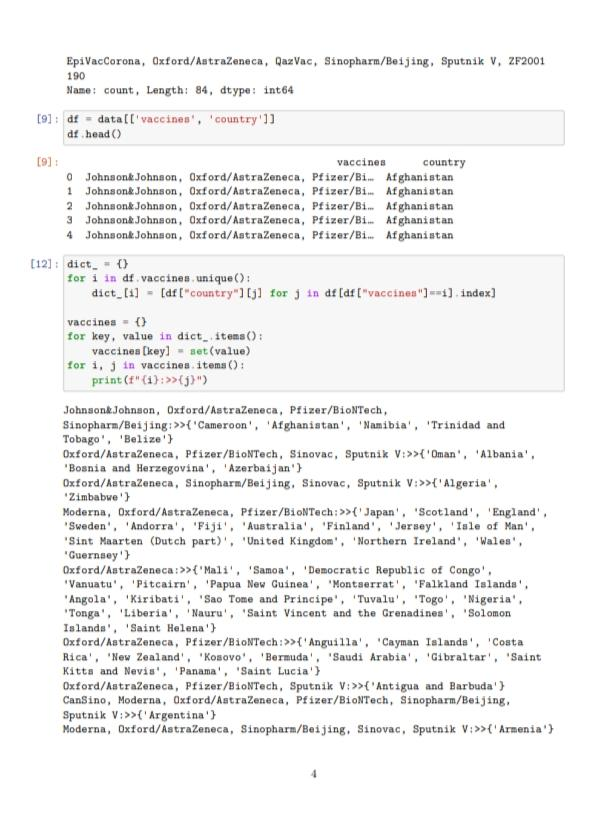 EpiVacCorona, Oxford/AstraZeneca, QazVac, Sinopharm/Beijing, Sputnik V, ZF2001
190
Name: count, Length: 84, dtype: int64
[9]: df = data[['vaccines', 'country']]
df.head()
[9]: vaccines country
0 Johnson&Johnson, Oxford/AstraZeneca, Pfizer/Bi… Afghanistan
1 Johnson&Johnson, Oxford/AstraZeneca, Pfizer/Bi… Afghanistan
2 Johnson&Johnson, Oxford/AstraZeneca, Pfizer/Bi… Afghanistan
3 Johnson&Johnson, Oxford/AstraZeneca, Pfizer/Bi… Afghanistan
4 Johnson&Johnson, Oxford/AstraZeneca, Pfizer/Bi… Afghanistan
[12]: dict_ = {}
for i in df.vaccines.unique():
dict_[i] = [df["country"][j] for j in df[df["vaccines"]==i].index]
vaccines = {}
for key, value in dict_.items():
vaccines[key] = set(value)
for i, j in vaccines.items():
print(f"{i}:>>{j}")
Johnson&Johnson, Oxford/AstraZeneca, Pfizer/BioNTech,
Sinopharm/Beijing:>>{'Cameroon', 'Afghanistan', 'Namibia', 'Trinidad and
Tobago', 'Belize'}
Oxford/AstraZeneca, Pfizer/BioNTech, Sinovac, Sputnik V:>>{'Oman', 'Albania',
'Bosnia and Herzegovina', 'Azerbaijan'}
Oxford/AstraZeneca, Sinopharm/Beijing, Sinovac, Sputnik V:>>{'Algeria',
'Zimbabwe'}
Moderna, Oxford/AstraZeneca, Pfizer/BioNTech:>>{'Japan', 'Scotland', 'England',
'Sweden', 'Andorra', 'Fiji', 'Australia', 'Finland', 'Jersey', 'Isle of Man',
'Sint Maarten (Dutch part)', 'United Kingdom', 'Northern Ireland', 'Wales',
'Guernsey'}
Oxford/AstraZeneca:>>{'Mali', 'Samoa', 'Democratic Republic of Congo',
'Vanuatu', 'Pitcairn', 'Papua New Guinea', 'Montserrat', 'Falkland Islands',
'Angola', 'Kiribati', 'Sao Tome and Principe', 'Tuvalu', 'Togo', 'Nigeria',
'Tonga', 'Liberia', 'Nauru', 'Saint Vincent and the Grenadines', 'Solomon
Islands', 'Saint Helena'}
Oxford/AstraZeneca, Pfizer/BioNTech:>>{'Anguilla', 'Cayman Islands', 'Costa
Rica', 'New Zealand', 'Kosovo', 'Bermuda', 'Saudi Arabia', 'Gibraltar', 'Saint
Kitts and Nevis', 'Panama', 'Saint Lucia'}
Oxford/AstraZeneca, Pfizer/BioNTech, Sputnik V:>>{'Antigua and Barbuda'}
CanSino, Moderna, Oxford/AstraZeneca, Pfizer/BioNTech, Sinopharm/Beijing,
Sputnik V:>>{'Argentina'}
Moderna, Oxford/AstraZeneca, Sinopharm/Beijing, Sinovac, Sputnik V:>>{'Armenia'}
4